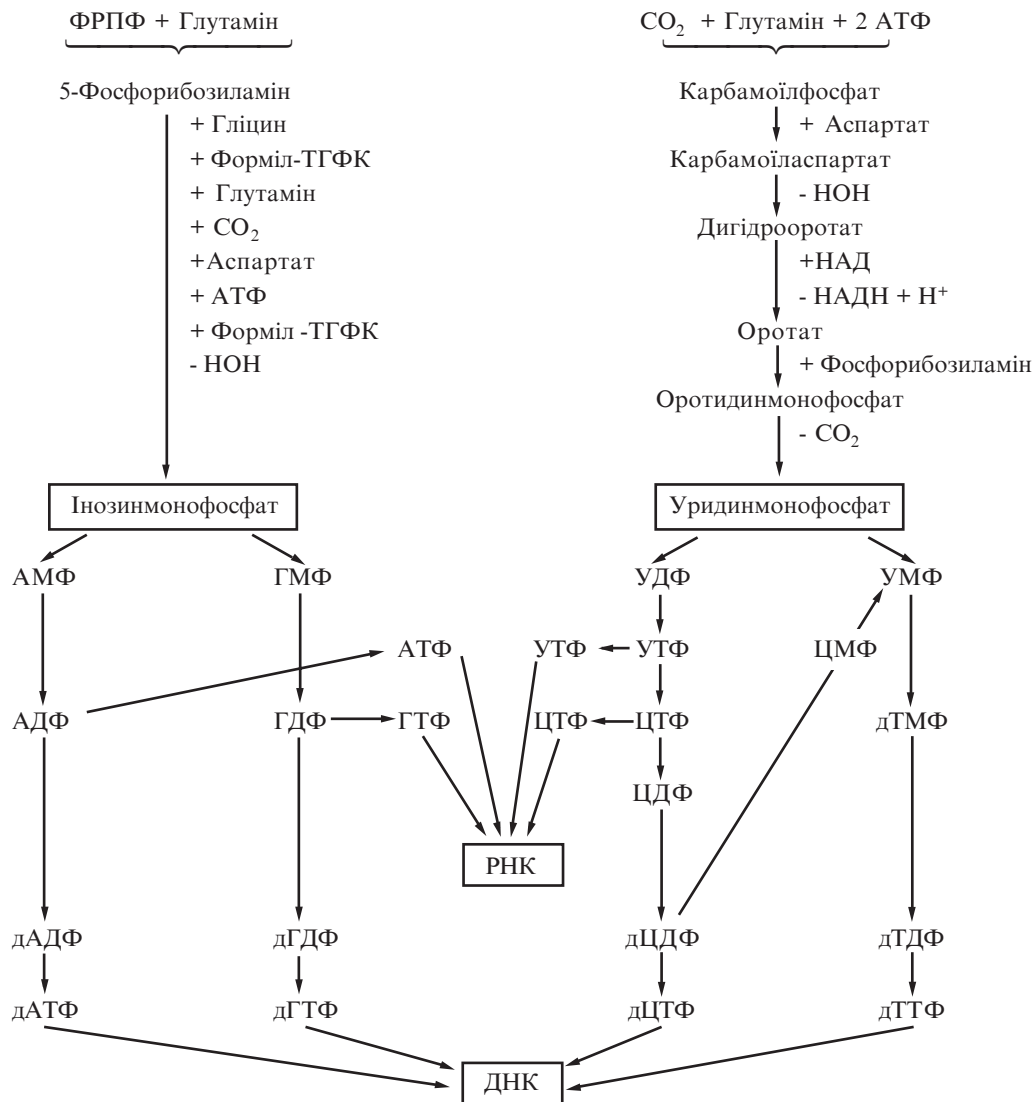 ФРПФ + Глутамін
CO2 + Глутамін + 2 АТФ
5-Фосфорибозиламін
+ Гліцин
+ Форміл-ТГФК
+ Глутамін
+ CO2
+Аспартат
+ АТФ
+ Форміл -ТГФК
- НОН
Карбамоїлфосфат
+ Аспартат
Карбамоїласпартат
- НОН
Дигідрооротат
+НАД
- НАДН + Н+
Оротат
+ Фосфорибозиламін
Оротидинмонофосфат
- CO2
Інозинмонофосфат
Уридинмонофосфат
АМФ ГМФ УДФ УМФ
АТФ УТФ УТФ ЦМФ
АДФ ГДФ ГТФ ЦТФ ЦТФ дТМФ
ЦДФ
РНК
дАДФ дГДФ дЦДФ дТДФ
дАТФ дГТФ дЦТФ дТТФ
ДНК